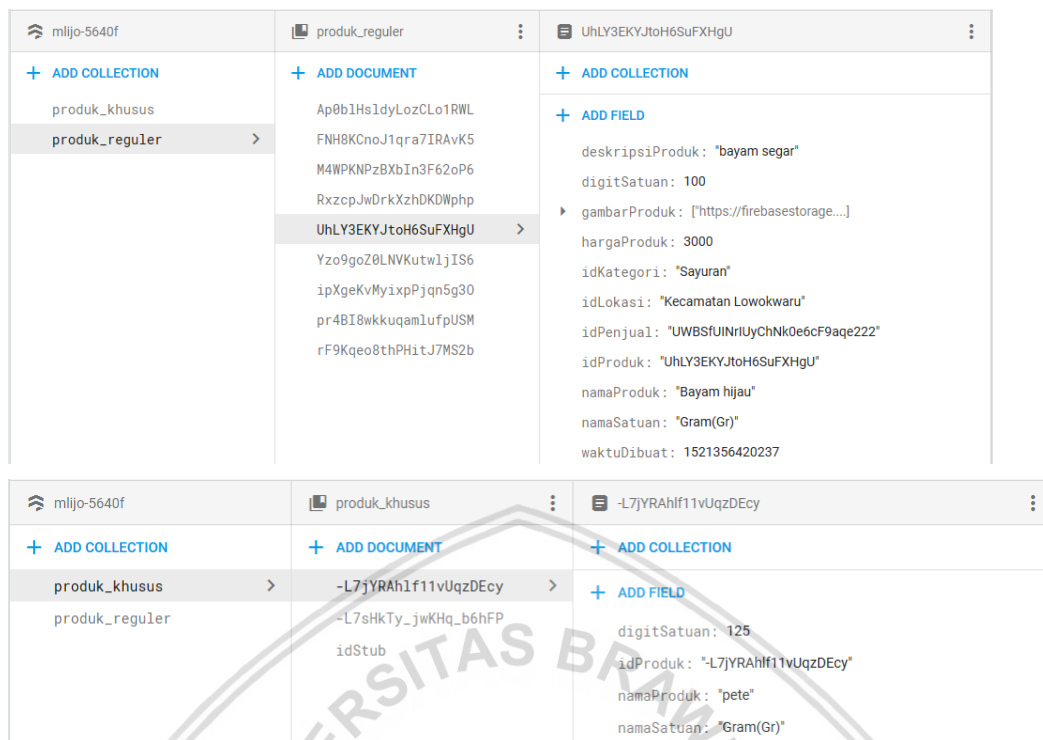 mlijo-5640f
ADD COLLECTION
produk_khusus
produk_reguler
produk_reguler
ADD DOCUMENT
Ap0blHsldyLozCLo1RWL
FNH8KCnoJ1qra7IRAvK5
M4WPKNPzBXbIn3F62oP6
RxzcpJwDrkXzhDKDWphp
UhLY3EKYJtoH6SuFXHgU
Yzo9goZ0LNVKutwljIS6
ipXgeKvMyixpPjqn5g3O
pr4BI8wkkuqamlufpUSM
rF9Kqeo8thPHitJ7MS2b
UhLY3EKYJtoH6SuFXHgU
ADD COLLECTION
ADD FIELD
deskripsiProduk: "bayam segar"
digitSatuan: 100
gambarProduk: ["https://firebasestorage....]
hargaProduk: 3000
idKategori: "Sayuran"
idLokasi: "Kecamatan Lowokwaru"
idPenjual: "UWBSfUINrIUyChNk0e6cF9aqe222"
idProduk: "UhLY3EKYJtoH6SuFXHgU"
namaProduk: "Bayam hijau"
namaSatuan: "Gram(Gr)"
waktuDibuat: 1521356420237
mlijo-5640f
ADD COLLECTION
produk_khusus
produk_reguler
produk_khusus
ADD DOCUMENT
-L7jYRAhlf11vUqzDEcy
-L7sHkTy_jwKHq_b6hFP
idStub
-L7jYRAhlf11vUqzDEcy
ADD COLLECTION
ADD FIELD
digitSatuan: 125
idProduk: "-L7jYRAhlf11vUqzDEcy"
namaProduk: "pete"
namaSatuan: "Gram(Gr)"
ERSITAS BRAW